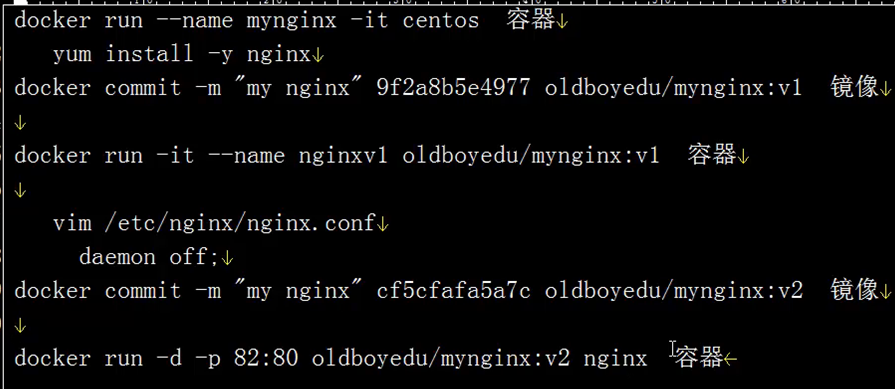 docker run --name mynginx -it centos 容器↓
yum install -y nginx↓
docker commit -m "my nginx" 9f2a8b5e4977 oldboyedu/mynginx:v1 镜像↓
↓
docker run -it --name nginxv1 oldboyedu/mynginx:v1 容器↓
↓
vim /etc/nginx/nginx.conf↓
daemon off;↓
docker commit -m "my nginx" cf5cfafa5a7c oldboyedu/mynginx:v2 镜像↓
↓
docker run -d -p 82:80 oldboyedu/mynginx:v2 nginx 容器←